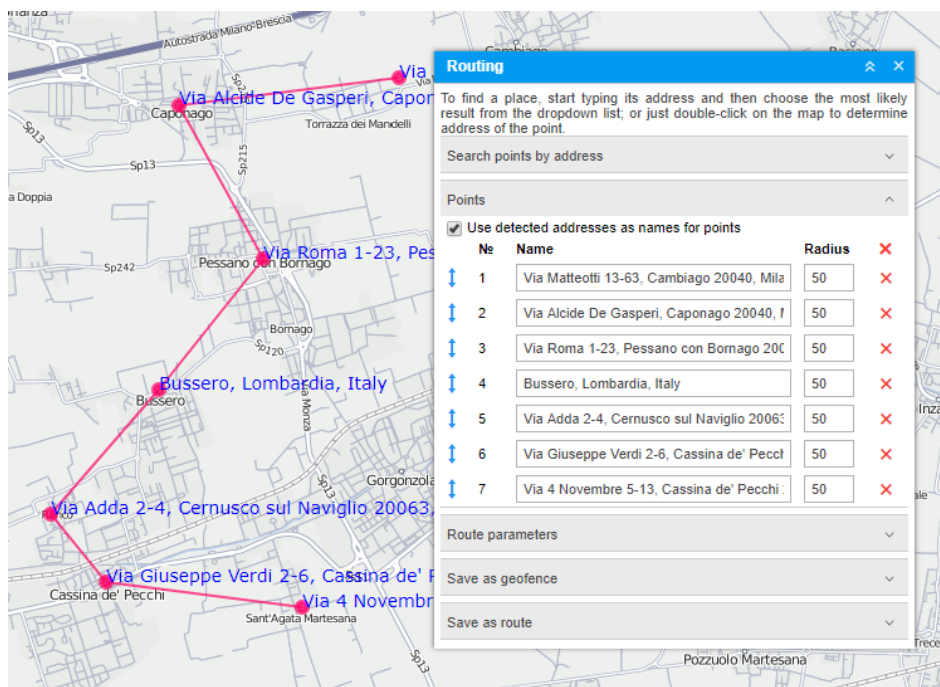 Autostrada Milano-Brescia
Cambiago
Via
Via Alcide De Gasperi, Capor
Caponago
Torrazza dei Mandelli
Sp13
Sp13
Sp215
a Doppia
Via Roma 1-23, Pes
Pessano con Bornago
Sp242
Bornago
Sp120
Bussero, Lombardia, Italy
Bussero
Via Monza
Gorgonzola
Sp13
Via Adda 2-4, Cernusco sul Naviglio 20063,
Via Giuseppe Verdi 2-6, Cassina de' P
Cassina de' Pecchi
Via 4 Novembr
Sant'Agata Martesana
Sp13
Pozzuolo Martesana
Trece
Inza
Routing
To find a place, start typing its address and then choose the most likely
result from the dropdown list; or just double-click on the map to determine
address of the point.
Search points by address
Points
Use detected addresses as names for points
№ Name Radius
1 Via Matteotti 13-63, Cambiago 20040, Mila 50
2 Via Alcide De Gasperi, Caponago 20040, M 50
3 Via Roma 1-23, Pessano con Bornago 200 50
4 Bussero, Lombardia, Italy 50
5 Via Adda 2-4, Cernusco sul Naviglio 20063 50
6 Via Giuseppe Verdi 2-6, Cassina de' Pecch 50
7 Via 4 Novembre 5-13, Cassina de' Pecchi 50
Route parameters
Save as geofence
Save as route